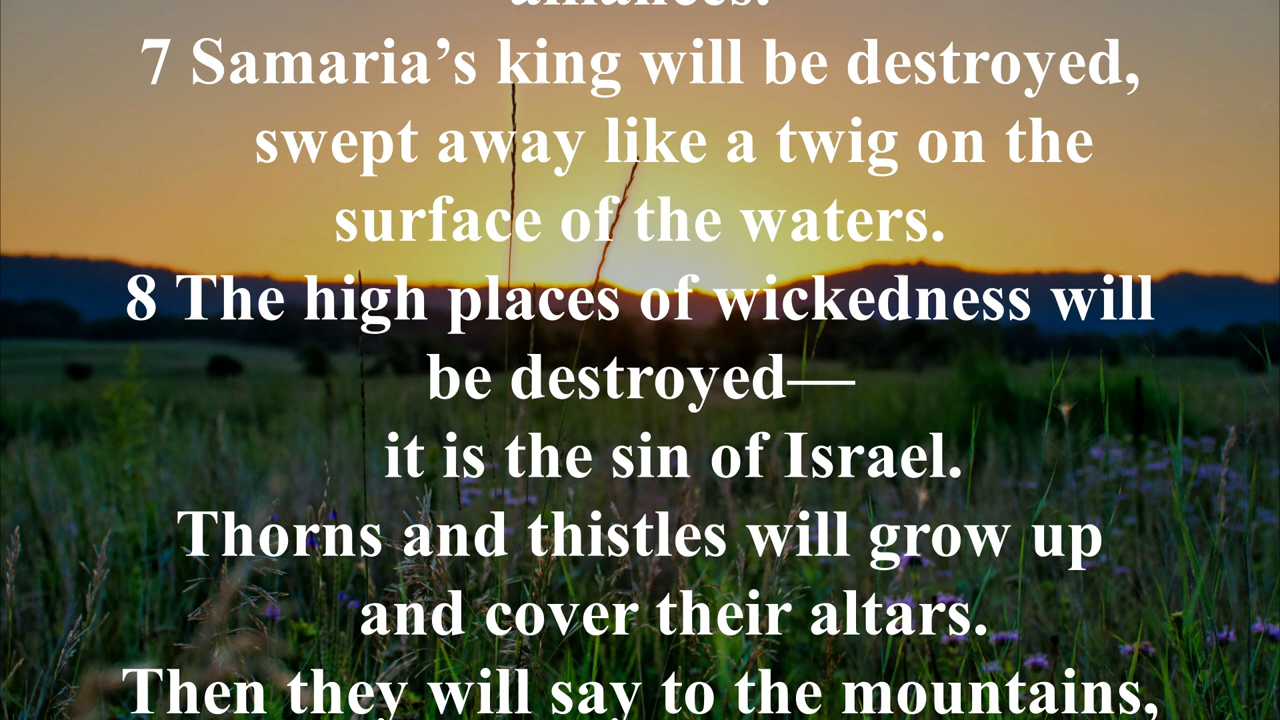 7 Samaria’s king will be destroyed,
swept away like a twig on the
surface of the waters.
8 The high places of wickedness will
be destroyed—
it is the sin of Israel.
Thorns and thistles will grow up
and cover their altars.
Then they will say to the mountains,